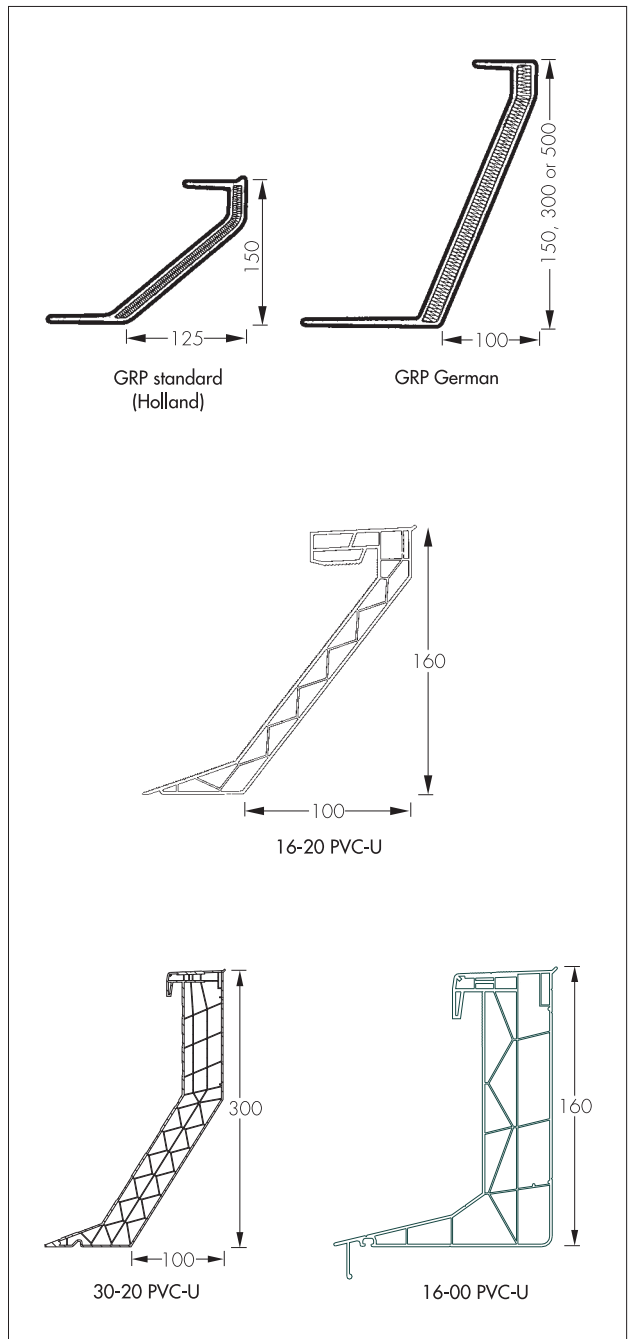 150
125
GRP standard
(Holland)
150, 300 or 500
100
GRP German
160
100
16-20 PVC-U
300
100
30-20 PVC-U
160
16-00 PVC-U